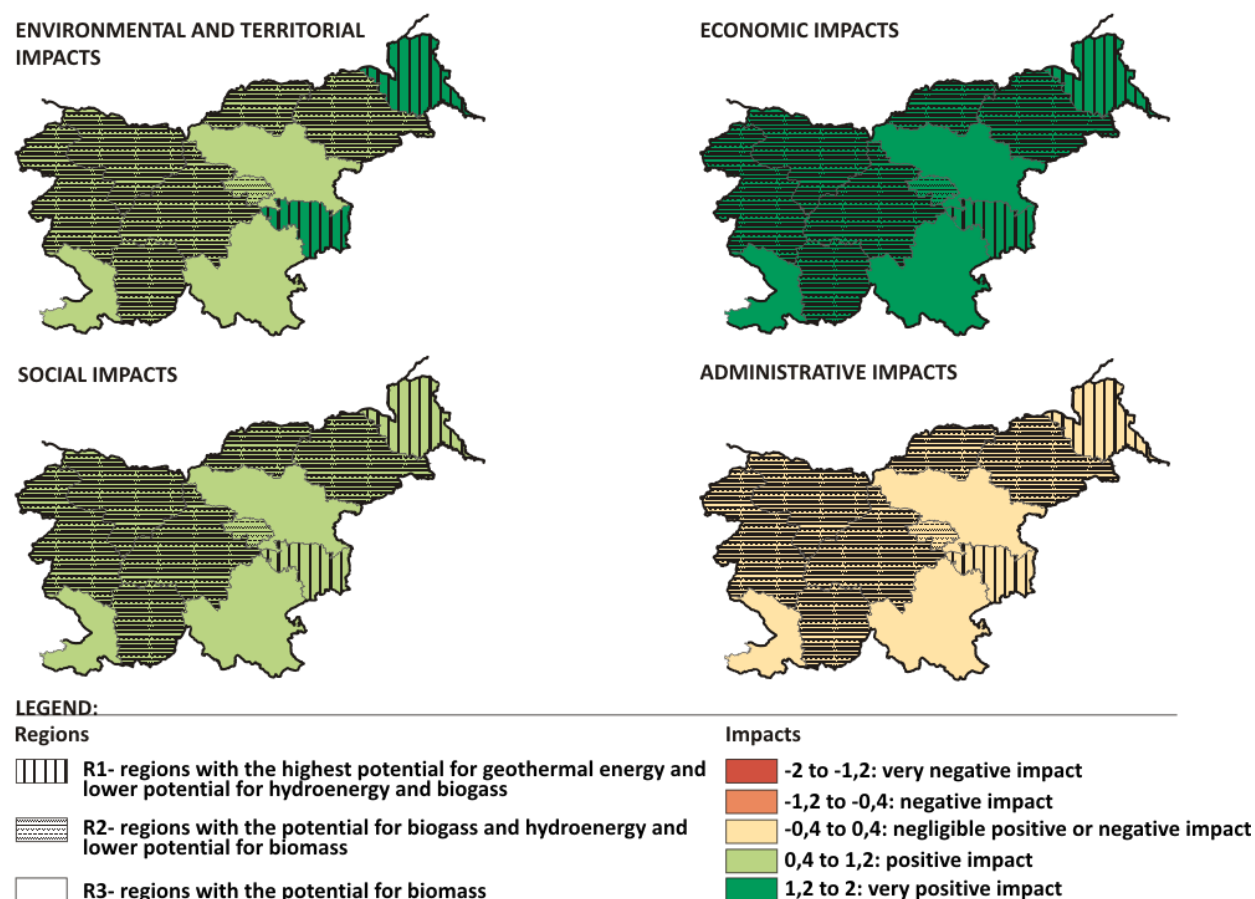 ENVIRONMENTAL AND TERRITORIAL
IMPACTS
ECONOMIC IMPACTS
SOCIAL IMPACTS
ADMINISTRATIVE IMPACTS
LEGEND:
Regions
R1- regions with the highest potential for geothermal energy and
lower potential for hydroenergy and biogass
R2- regions with the potential for biogass and hydroenergy and
lower potential for biomass
R3- regions with the potential for biomass
Impacts
-2 to -1,2: very negative impact
-1,2 to -0,4: negative impact
-0,4 to 0,4: negligible positive or negative impact
0,4 to 1,2: positive impact
1,2 to 2: very positive impact